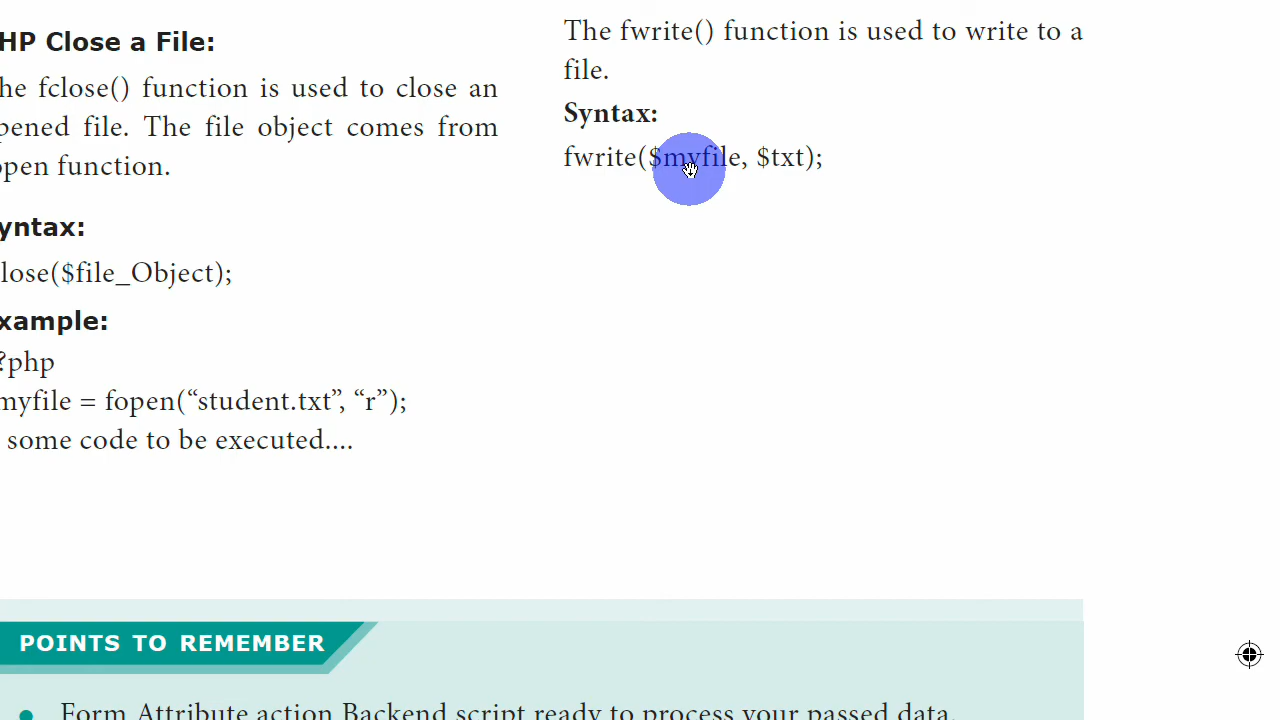 HP Close a File:
he fclose() function is used to close an
pened file. The file object comes from
open function.
yntax:
lose($file_Object);
xample:
?php
myfile = fopen(“student.txt”, “r”);
some code to be executed....
The fwrite() function is used to write to a
file.
Syntax:
fwrite($myfile, $txt);
POINTS TO REMEMBER
● Form Attribute action Backend script ready to process your passed data.